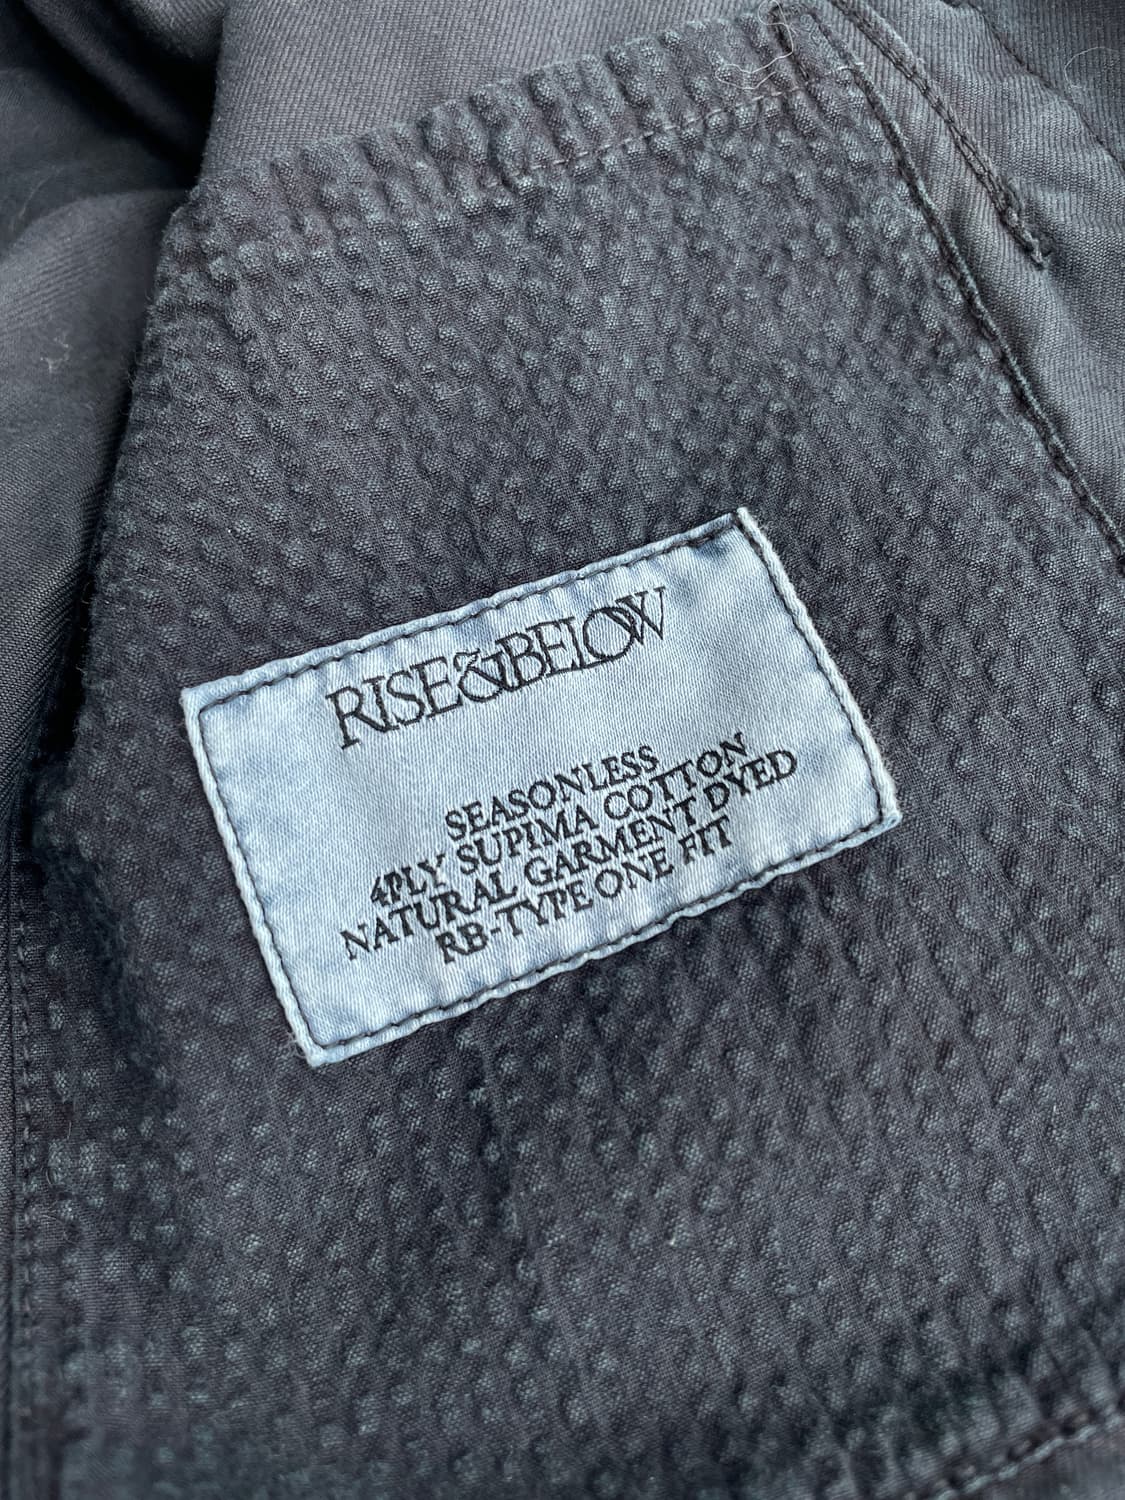 RISE&BELOW
SEASONLESS
4PLY SUPIMA COTTON
NATURAL GARMENT DYED
RB-TYPE ONE FIT